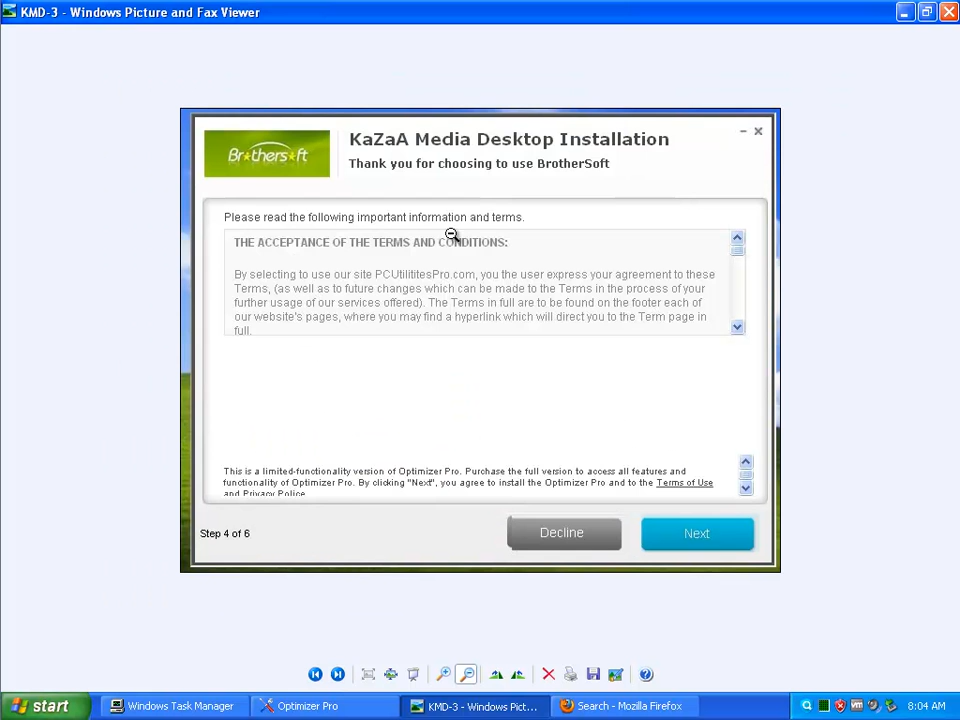 KMD-3 - Windows Picture and Fax Viewer
Br★thers★ft
KaZaA Media Desktop Installation
Thank you for choosing to use BrotherSoft
Please read the following important information and terms.
THE ACCEPTANCE OF THE TERMS AND CONDITIONS:
By selecting to use our site PCUtilititesPro.com, you the user express your agreement to these
Terms, (as well as to future changes which can be made to the Terms in the process of your
further usage of our services offered). The Terms in full are to be found on the footer each of
our website's pages, where you may find a hyperlink which will direct you to the Term page in
full.
This is a limited-functionality version of Optimizer Pro. Purchase the full version to access all features and
functionality of Optimizer Pro. By clicking "Next", you agree to install the Optimizer Pro and to the Terms of Use
and Privacy Police
Step 4 of 6
Decline
Next
start
Windows Task Manager
Optimizer Pro
KMD-3 - Windows Pict...
Search - Mozilla Firefox
8:04 AM